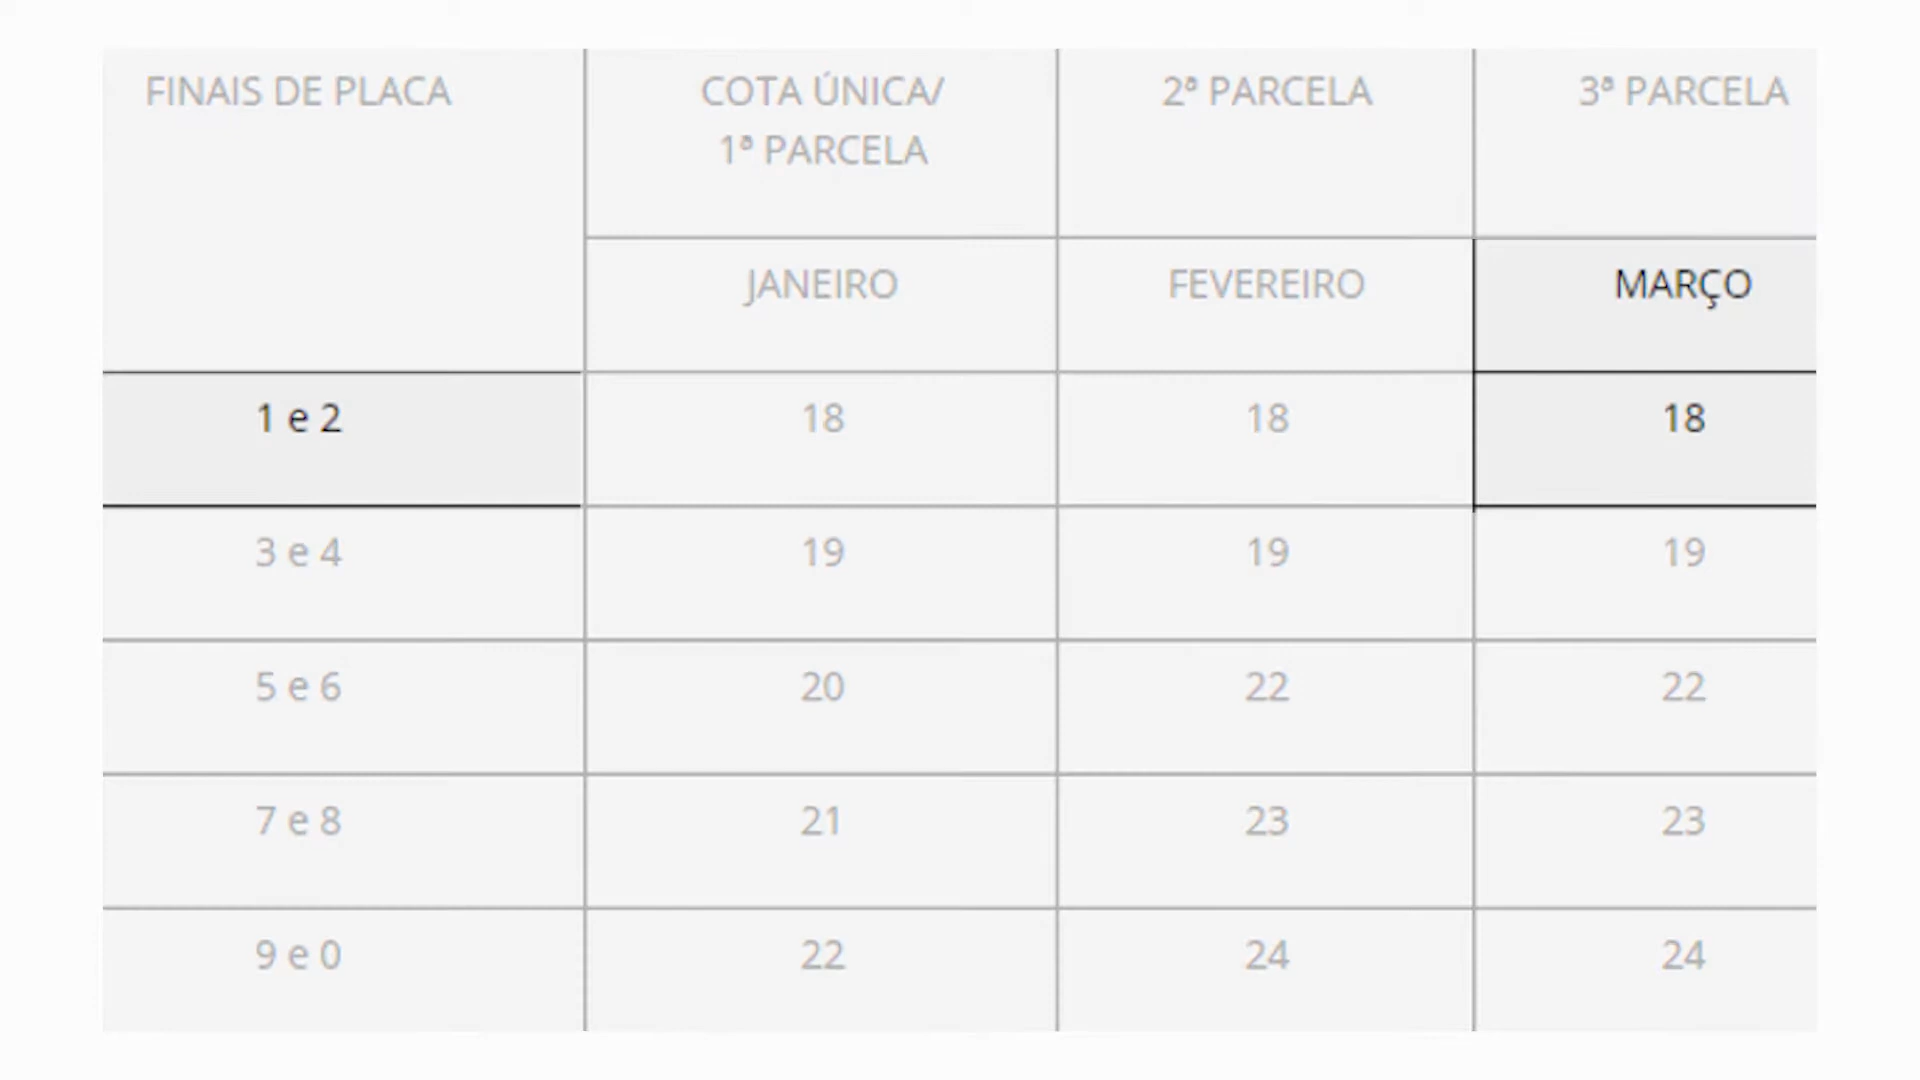 FINAIS DE PLACA
COTA ÚNICA/
1ª PARCELA
2ª PARCELA
3ª PARCELA
JANEIRO
FEVEREIRO
MARÇO
1 e 2
18
18
18
3 e 4
19
19
19
5 e 6
20
22
22
7 e 8
21
23
23
9 e 0
22
24
24